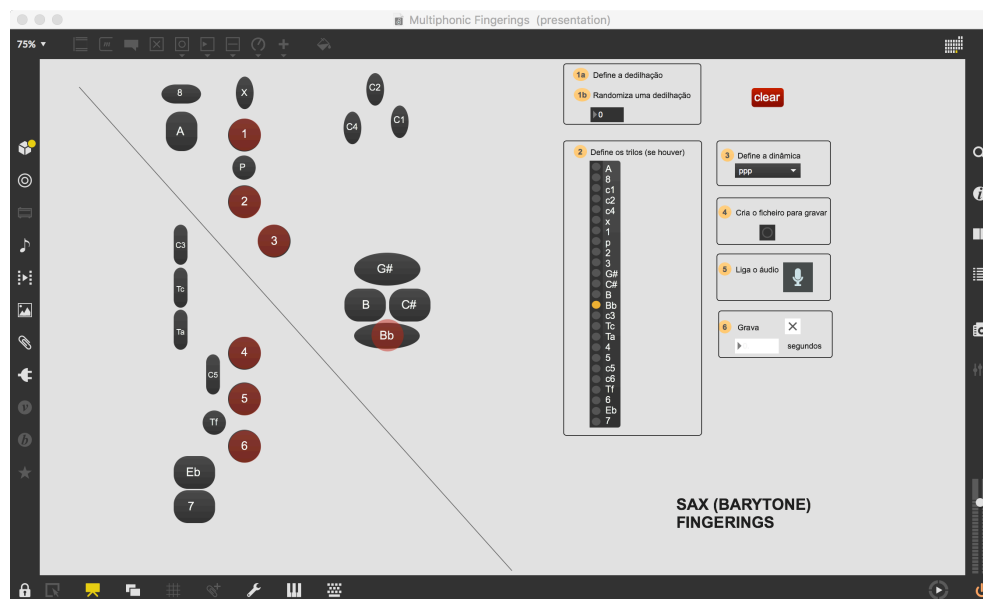 Multiphonic Fingerings (presentation)
75%
8
X
C2
A
1
C4
C1
P
2
3
C3
G#
Tc
B
C#
Ta
Bb
4
C5
5
Tf
6
Eb
7
1a Define a dedilhação
1b Randomiza uma dedilhação
0
clear
2 Define os trilos (se houver)
A
8
c1
c2
c4
x
1
p
2
3
G#
C#
B
Bb
c3
Tc
Ta
4
5
c5
c6
Tf
6
Eb
7
3 Define a dinâmica
ppp
4 Cria o ficheiro para gravar
5 Liga o áudio
6 Grava
segundos
SAX (BARYTONE)
FINGERINGS